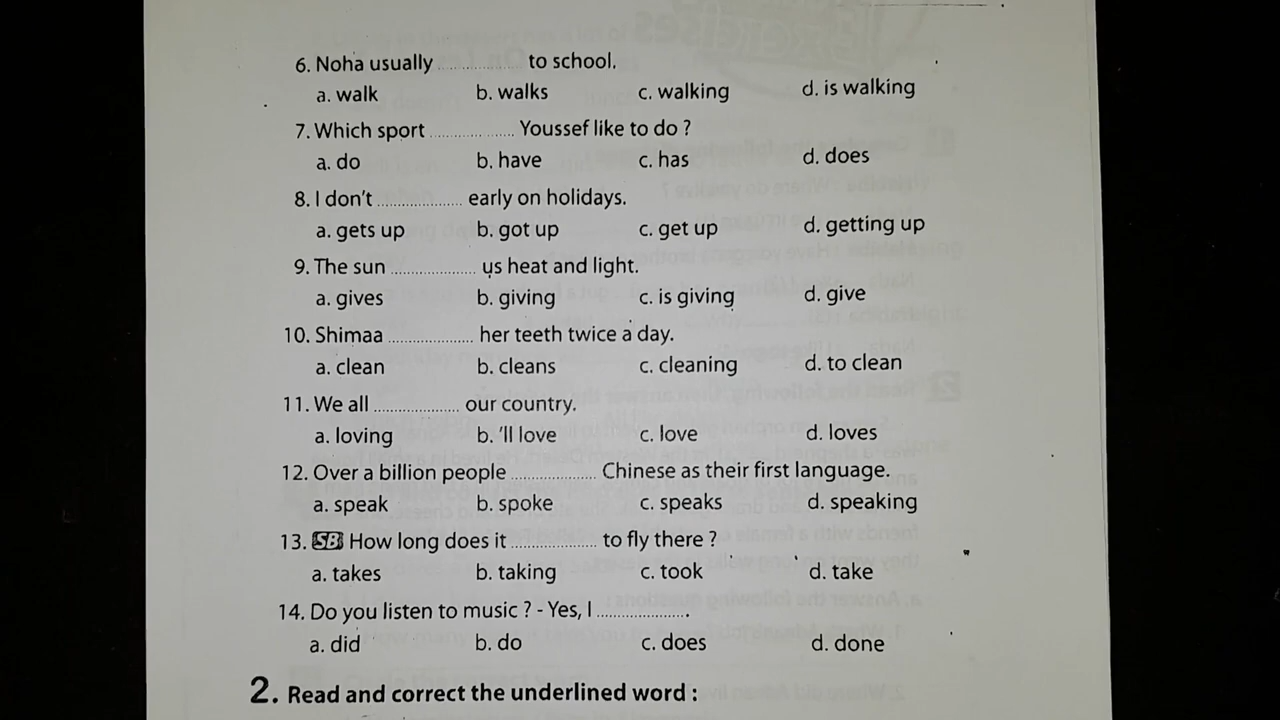 6. Noha usually .................. to school.
a. walk b. walks c. walking d. is walking
7. Which sport .................. Youssef like to do ?
a. do b. have c. has d. does
8. I don't .................. early on holidays.
a. gets up b. got up c. get up d. getting up
9. The sun .................. us heat and light.
a. gives b. giving c. is giving d. give
10. Shimaa .................. her teeth twice a day.
a. clean b. cleans c. cleaning d. to clean
11. We all .................. our country.
a. loving b. 'll love c. love d. loves
12. Over a billion people .................. Chinese as their first language.
a. speak b. spoke c. speaks d. speaking
13. SB How long does it .................. to fly there ?
a. takes b. taking c. took d. take
14. Do you listen to music ? - Yes, I ...................
a. did b. do c. does d. done
2. Read and correct the underlined word :